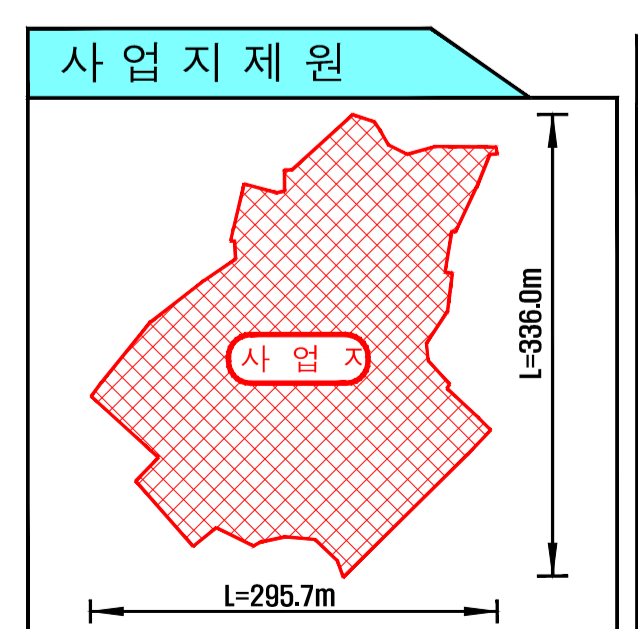 사 업 지 제 원
사 업 지
L=336.0m
L=295.7m